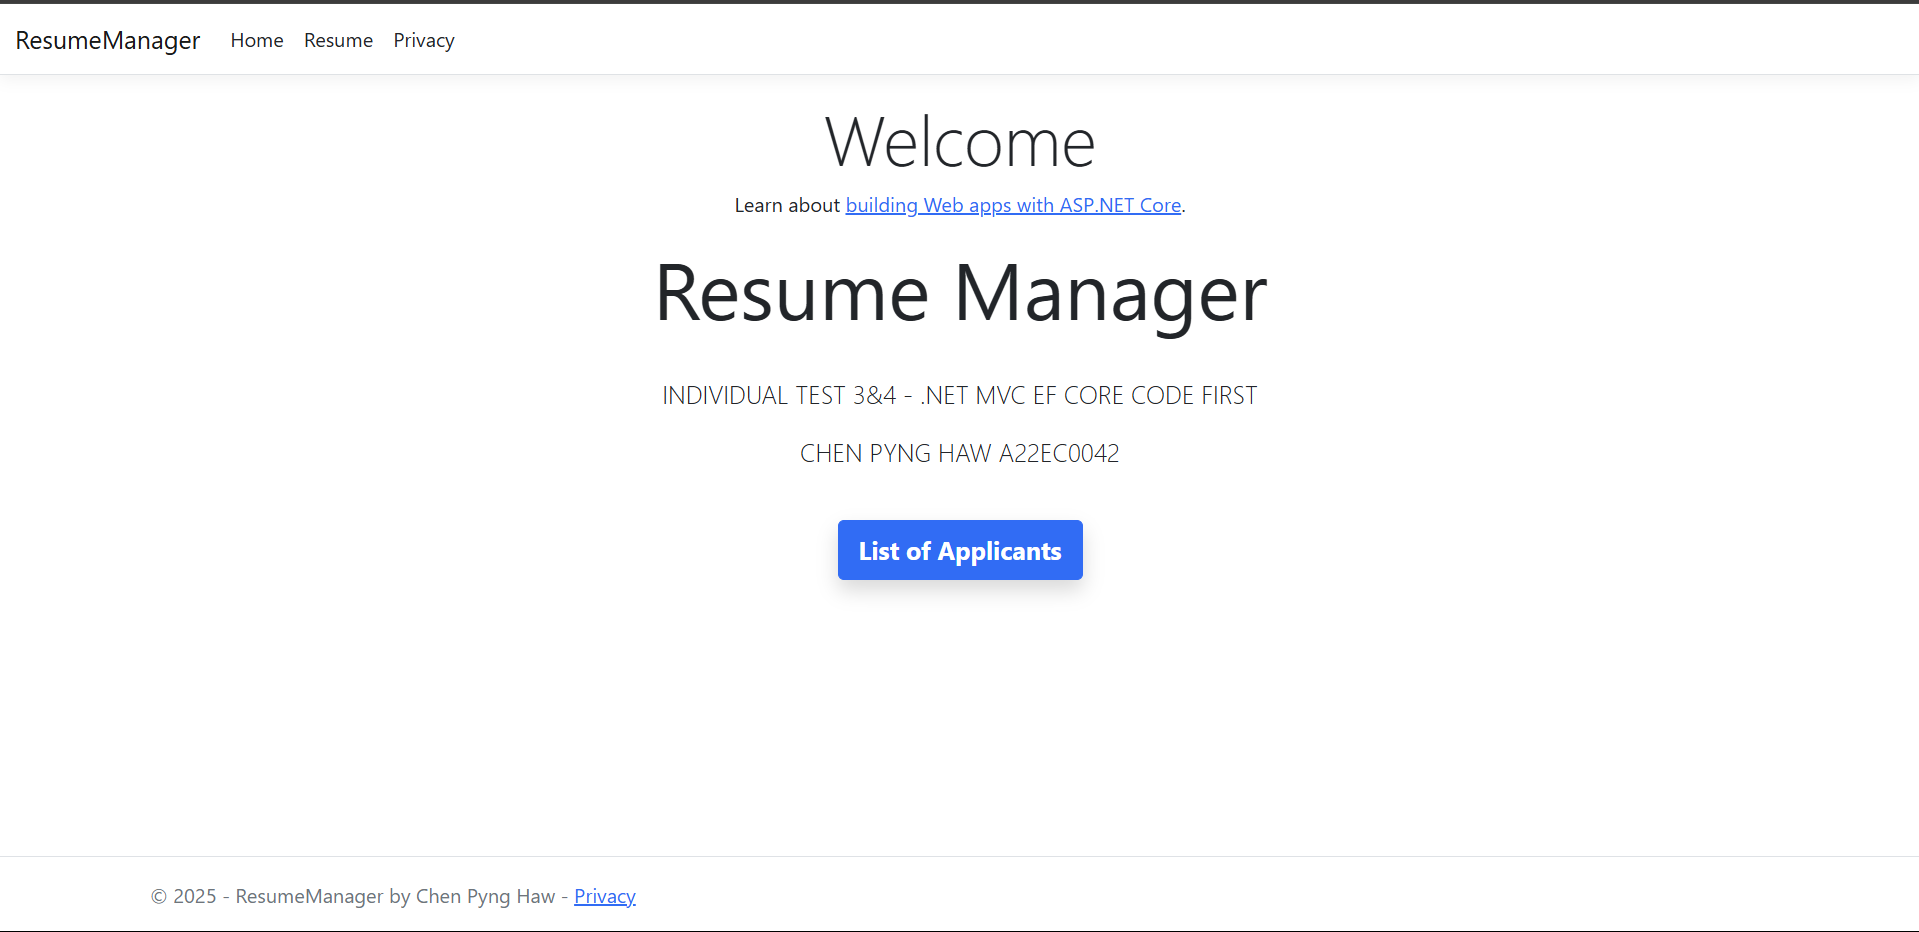 ResumeManager Home Resume Privacy
Welcome
Learn about building Web apps with ASP.NET Core.
Resume Manager
INDIVIDUAL TEST 3&4 - .NET MVC EF CORE CODE FIRST
CHEN PYNG HAW A22EC0042
List of Applicants
© 2025 - ResumeManager by Chen Pyng Haw - Privacy